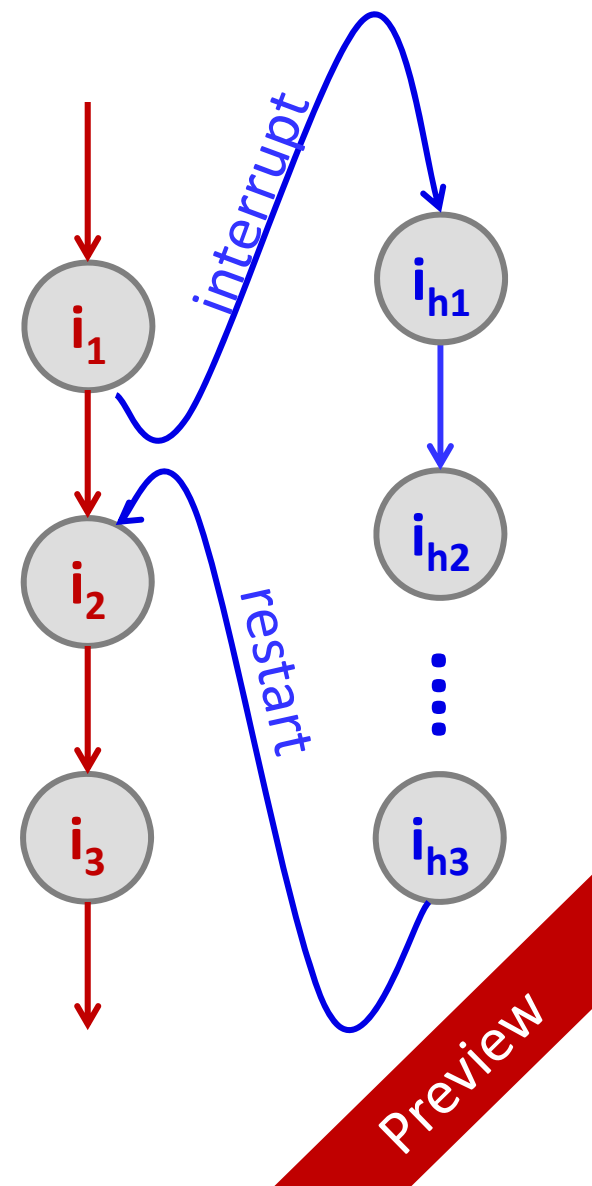 interrupt
i₁
iₕ₁
i₂
iₕ₂
restart
i₃
iₕ₃
Preview